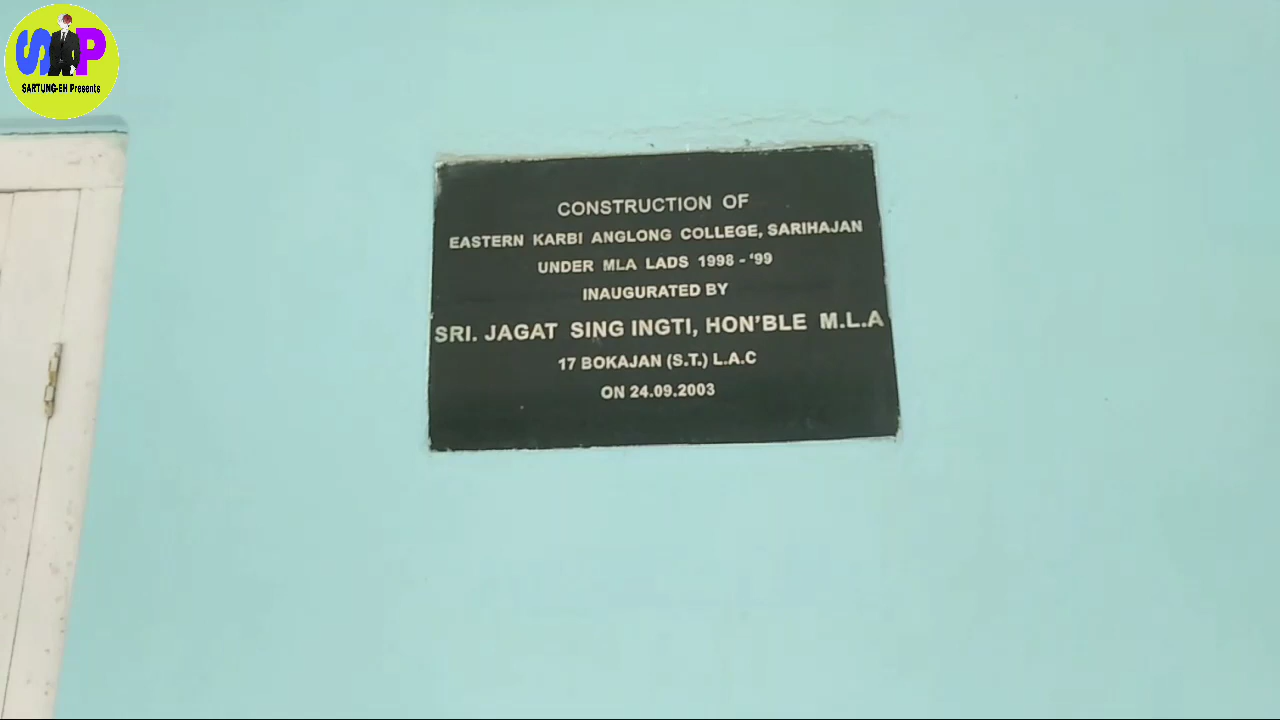 S P
SARTUNG-EH Presents
CONSTRUCTION OF
EASTERN KARBI ANGLONG COLLEGE, SARIHAJAN
UNDER MLA LADS 1998 - '99
INAUGURATED BY
SRI. JAGAT SING INGTI, HON'BLE M.L.A
17 BOKAJAN (S.T.) L.A.C
ON 24.09.2003